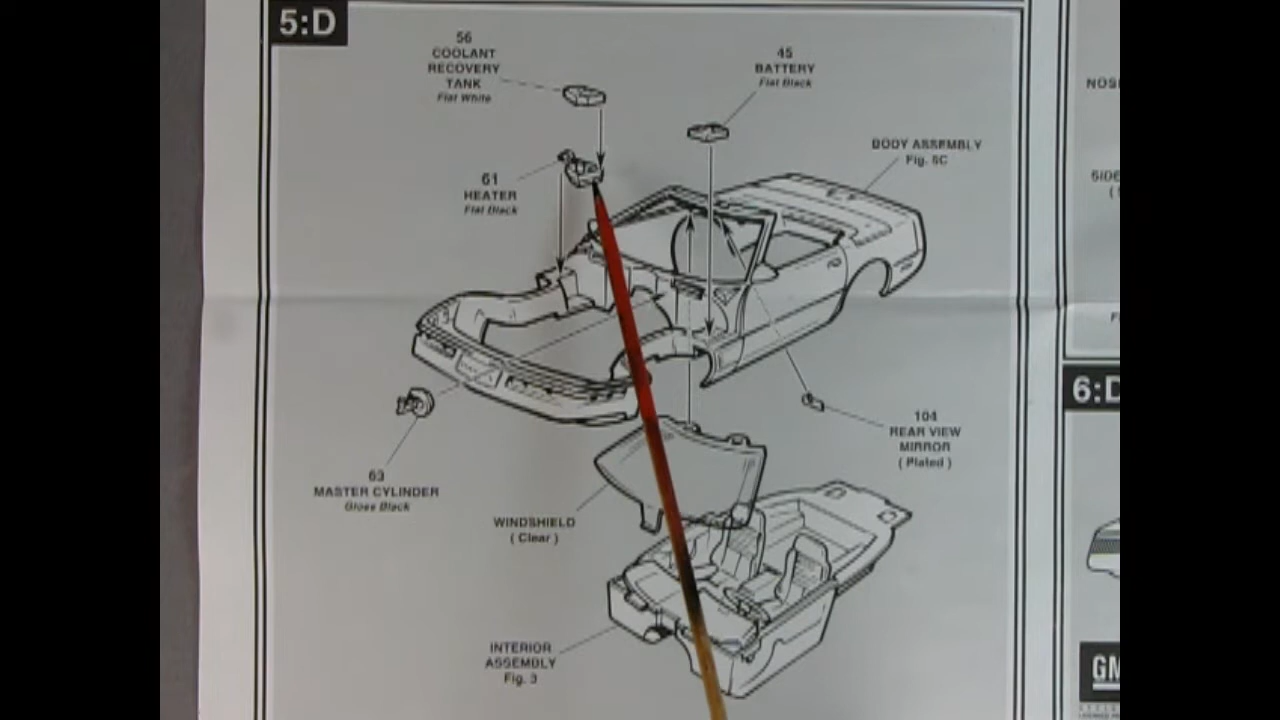 5:D
56
COOLANT
RECOVERY
TANK
Flat White
45
BATTERY
Flat Black
BODY ASSEMBLY
Fig. 5C
61
HEATER
Flat Black
104
REAR VIEW
MIRROR
( Plated )
63
MASTER CYLINDER
Gloss Black
WINDSHIELD
( Clear )
INTERIOR
ASSEMBLY
Fig. 3
NOS
SIDE
(
F
6:D
GM